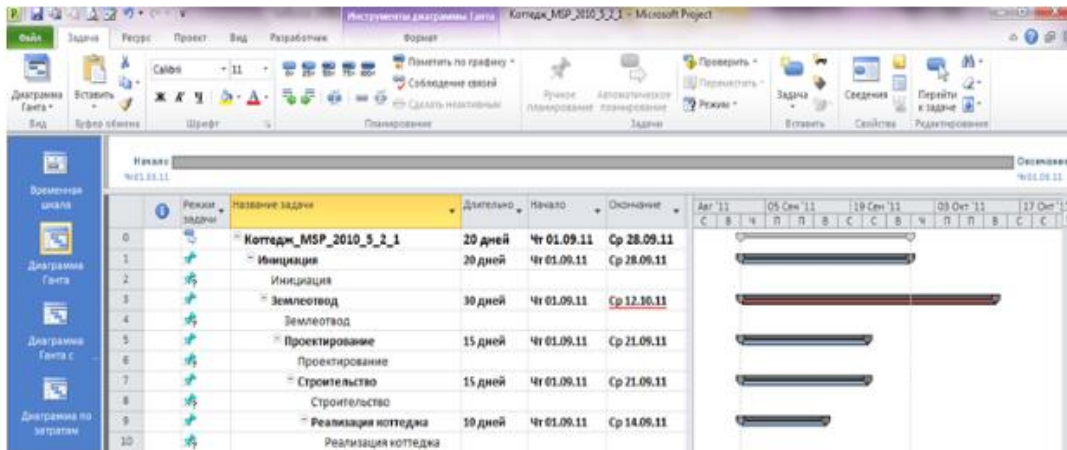 Инструменты диаграммы Ганта Коттедж_MSP_2010_5_2_1 - Microsoft Project
Файл Задача Ресурс Проект Вид Разработчик Формат
Диаграмма Ганта
Вставить
Calibri 11
Ж К Ч
Пометить по графику
Соблюдение связей
Сделать неактивным
Ручное планирование
Автоматическое планирование
Проверить
Переместить
Режим
Задача
Сведения
Перейти к задаче
Вид Буфер обмена Шрифт Планирование Задачи Вставить Свойства Редактирование
Начало
Чт 01.09.11
Окончание
Временная шкала
Диаграмма Ганта
Диаграмма Ганта с
Диаграмма по затратам
Режим задачи Название задачи Длительно Начало Окончание
Авг '11 05 Сен '11 19 Сен '11 03 Окт '11 17 Окт '1
С В Ч П П В С С В Ч П В С С
0 Коттедж_MSP_2010_5_2_1 20 дней Чт 01.09.11 Ср 28.09.11
1 Инициация 20 дней Чт 01.09.11 Ср 28.09.11
2 Инициация
3 Землеотвод 30 дней Чт 01.09.11 Ср 12.10.11
4 Землеотвод
5 Проектирование 15 дней Чт 01.09.11 Ср 21.09.11
6 Проектирование
7 Строительство 15 дней Чт 01.09.11 Ср 21.09.11
8 Строительство
9 Реализация коттеджа 10 дней Чт 01.09.11 Ср 14.09.11
10 Реализация коттеджа